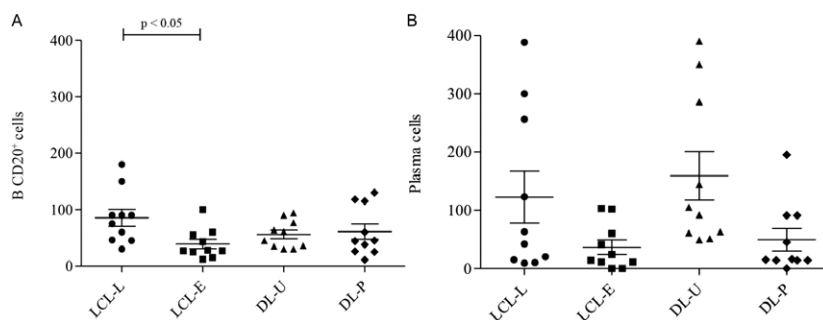 A
p < 0.05
B CD20⁺ cells
400
300
200
100
0
LCL-L
LCL-E
DL-U
DL-P
B
Plasma cells
400
300
200
100
0
LCL-L
LCL-E
DL-U
DL-P